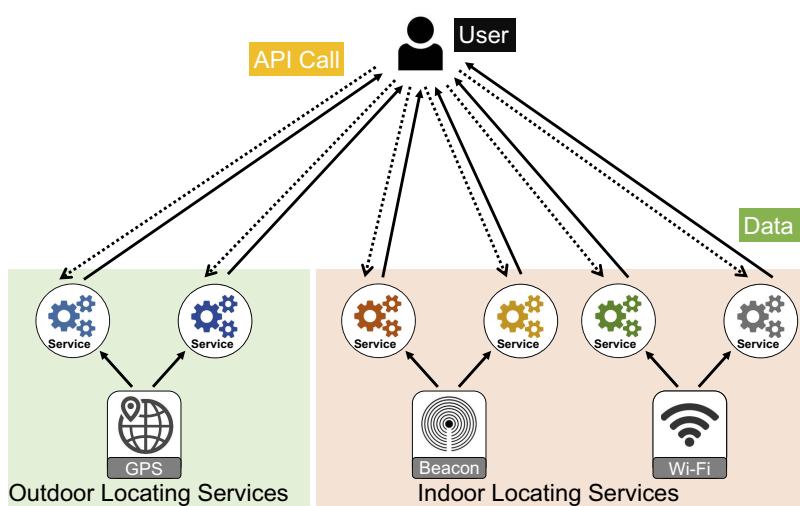 User
API Call
Data
Service
Service
Service
Service
Service
Service
GPS
Beacon
Wi-Fi
Outdoor Locating Services
Indoor Locating Services